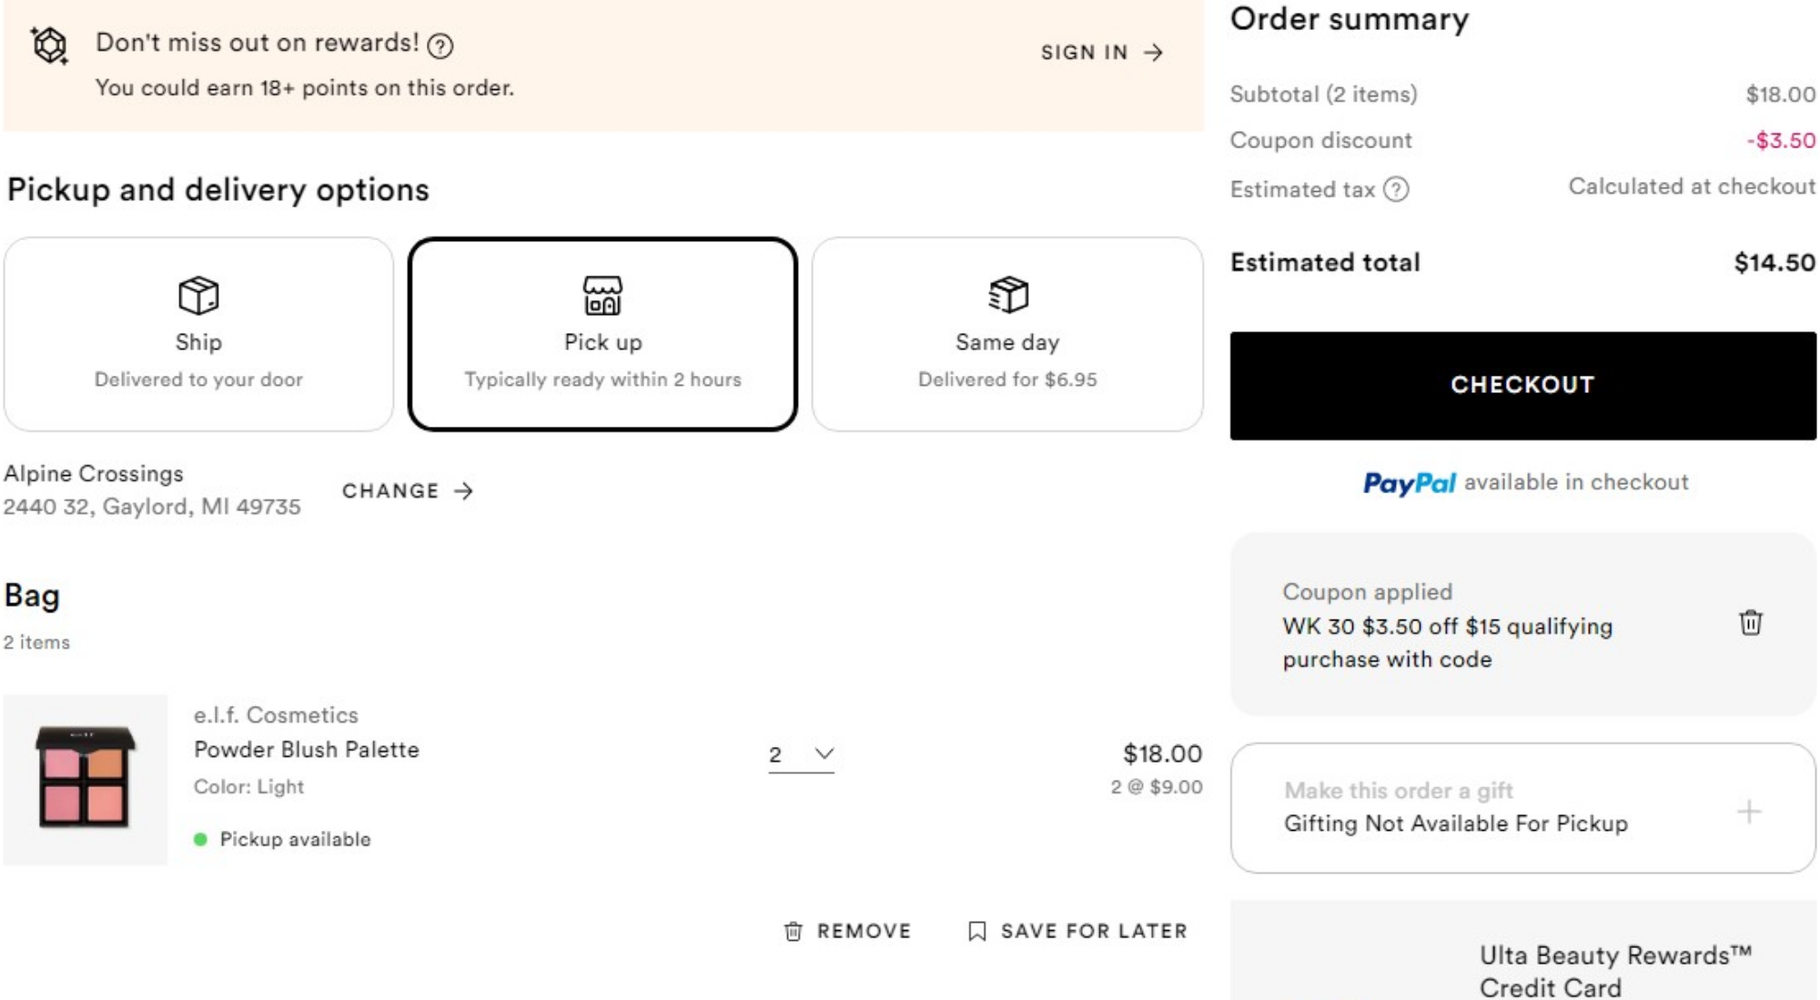 Don't miss out on rewards! ?
You could earn 18+ points on this order.
SIGN IN →
Pickup and delivery options
Ship
Delivered to your door
Pick up
Typically ready within 2 hours
Same day
Delivered for $6.95
Alpine Crossings
2440 32, Gaylord, MI 49735
CHANGE →
Bag
2 items
elf
e.l.f. Cosmetics
Powder Blush Palette
Color: Light
Pickup available
2
$18.00
2 @ $9.00
REMOVE
SAVE FOR LATER
Order summary
Subtotal (2 items) $18.00
Coupon discount -$3.50
Estimated tax ? Calculated at checkout
Estimated total $14.50
CHECKOUT
PayPal available in checkout
Coupon applied
WK 30 $3.50 off $15 qualifying
purchase with code
Make this order a gift
Gifting Not Available For Pickup
Ulta Beauty Rewards™
Credit Card